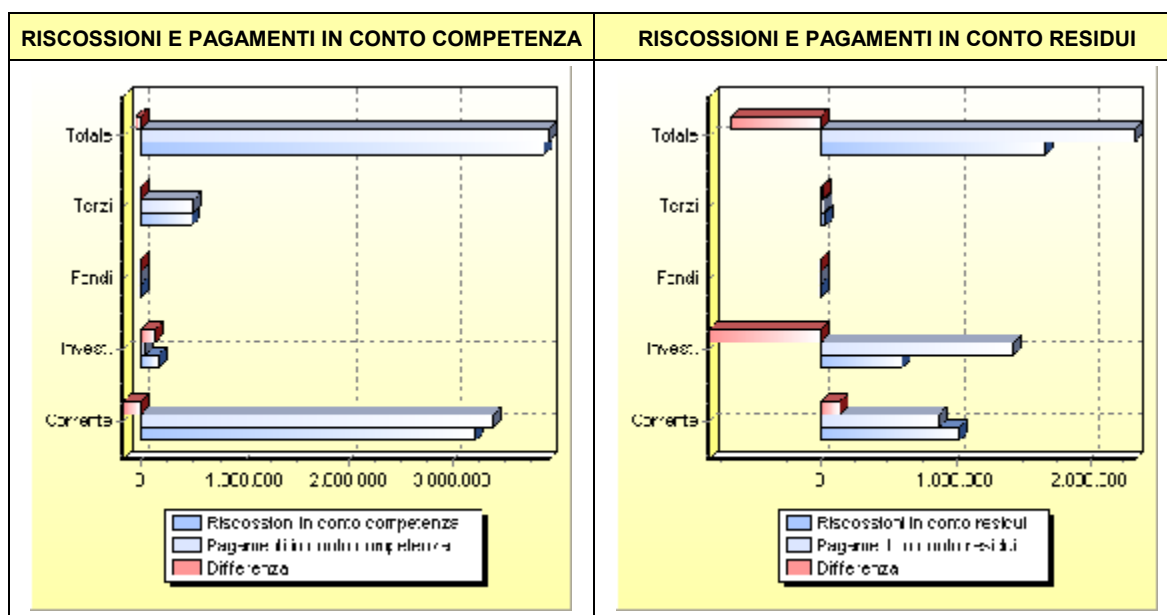 RISCOSSIONI E PAGAMENTI IN CONTO COMPETENZA
Totale
Terzi
Fondi
Invest.
Corrente
0 1.000.000 2.000.000 3.000.000
Riscossioni in conto competenza
Pagamenti in conto competenza
Differenza
RISCOSSIONI E PAGAMENTI IN CONTO RESIDUI
Totale
Terzi
Fondi
Invest.
Corrente
0 1.000.000 2.000.000
Riscossioni in conto residui
Pagamenti in conto residui
Differenza